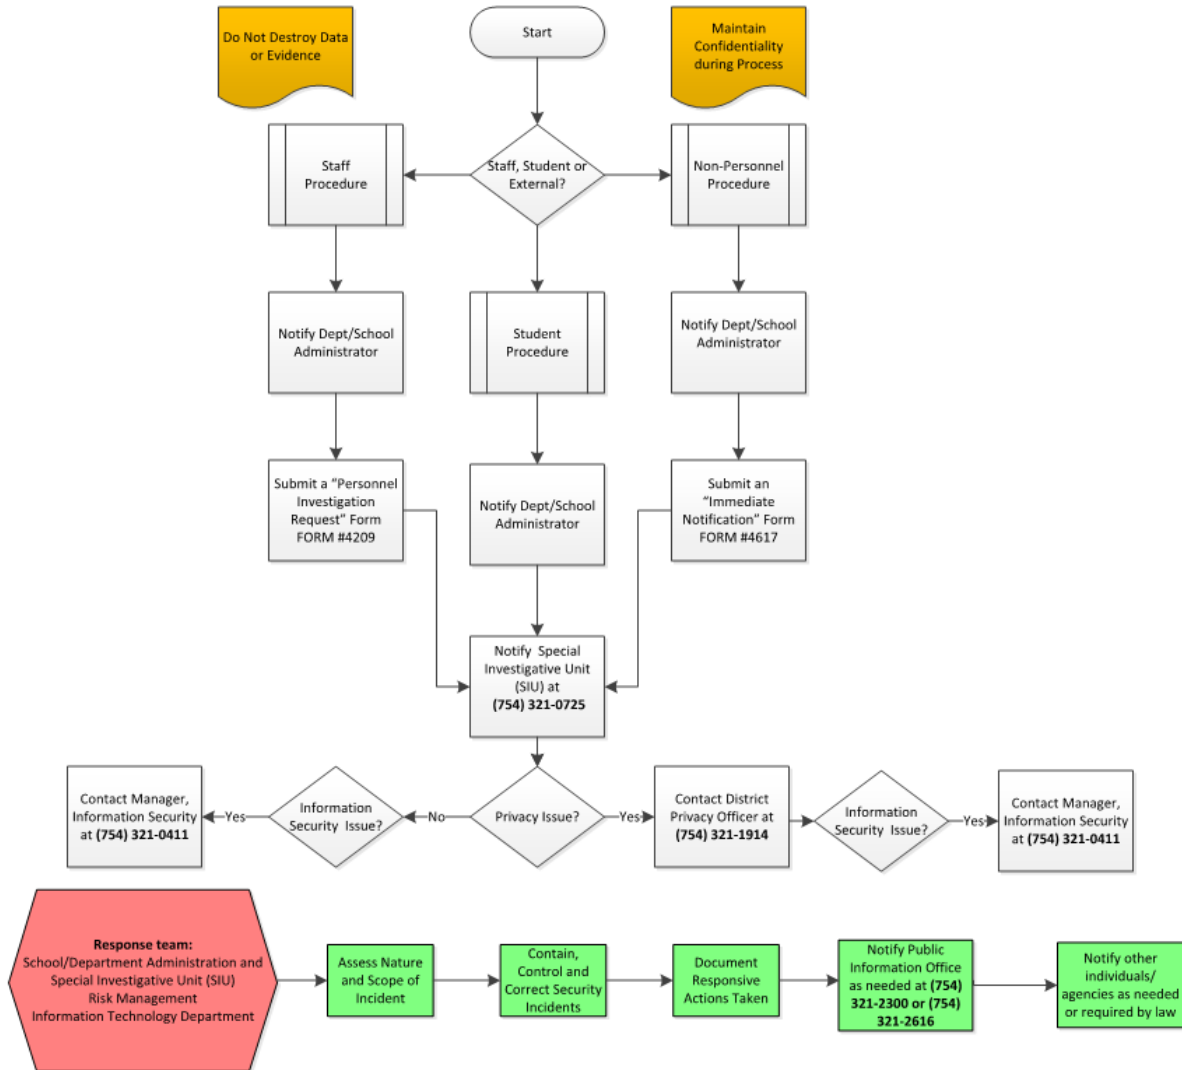 Do Not Destroy Data
or Evidence
Start
Maintain
Confidentiality
during Process
Staff
Procedure
Staff, Student or
External?
Non-Personnel
Procedure
Notify Dept/School
Administrator
Student
Procedure
Notify Dept/School
Administrator
Submit a “Personnel
Investigation
Request” Form
FORM #4209
Notify Dept/School
Administrator
Submit an
“Immediate
Notification” Form
FORM #4617
Notify Special
Investigative Unit
(SIU) at
(754) 321-0725
Contact Manager,
Information Security
at (754) 321-0411
Yes
Information
Security Issue?
No
Privacy Issue?
Yes
Contact District
Privacy Officer at
(754) 321-1914
Information
Security Issue?
Yes
Contact Manager,
Information Security
at (754) 321-0411
Response team:
School/Department Administration and
Special Investigative Unit (SIU)
Risk Management
Information Technology Department
Assess Nature
and Scope of
Incident
Contain,
Control and
Correct Security
Incidents
Document
Responsive
Actions Taken
Notify Public
Information Office
as needed at (754)
321-2300 or (754)
321-2616
Notify other
individuals/
agencies as needed
or required by law